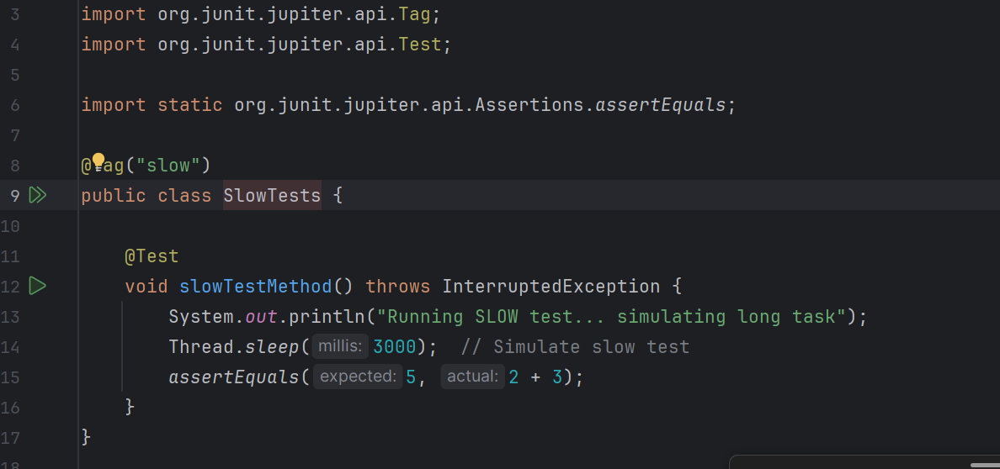 3 import org.junit.jupiter.api.Tag;
4 import org.junit.jupiter.api.Test;
5
6 import static org.junit.jupiter.api.Assertions.assertEquals;
7
8 @Tag("slow")
9 public class SlowTests {
10
11 @Test
12 void slowTestMethod() throws InterruptedException {
13 System.out.println("Running SLOW test... simulating long task");
14 Thread.sleep( millis: 3000); // Simulate slow test
15 assertEquals( expected: 5, actual: 2 + 3);
16 }
17 }
18